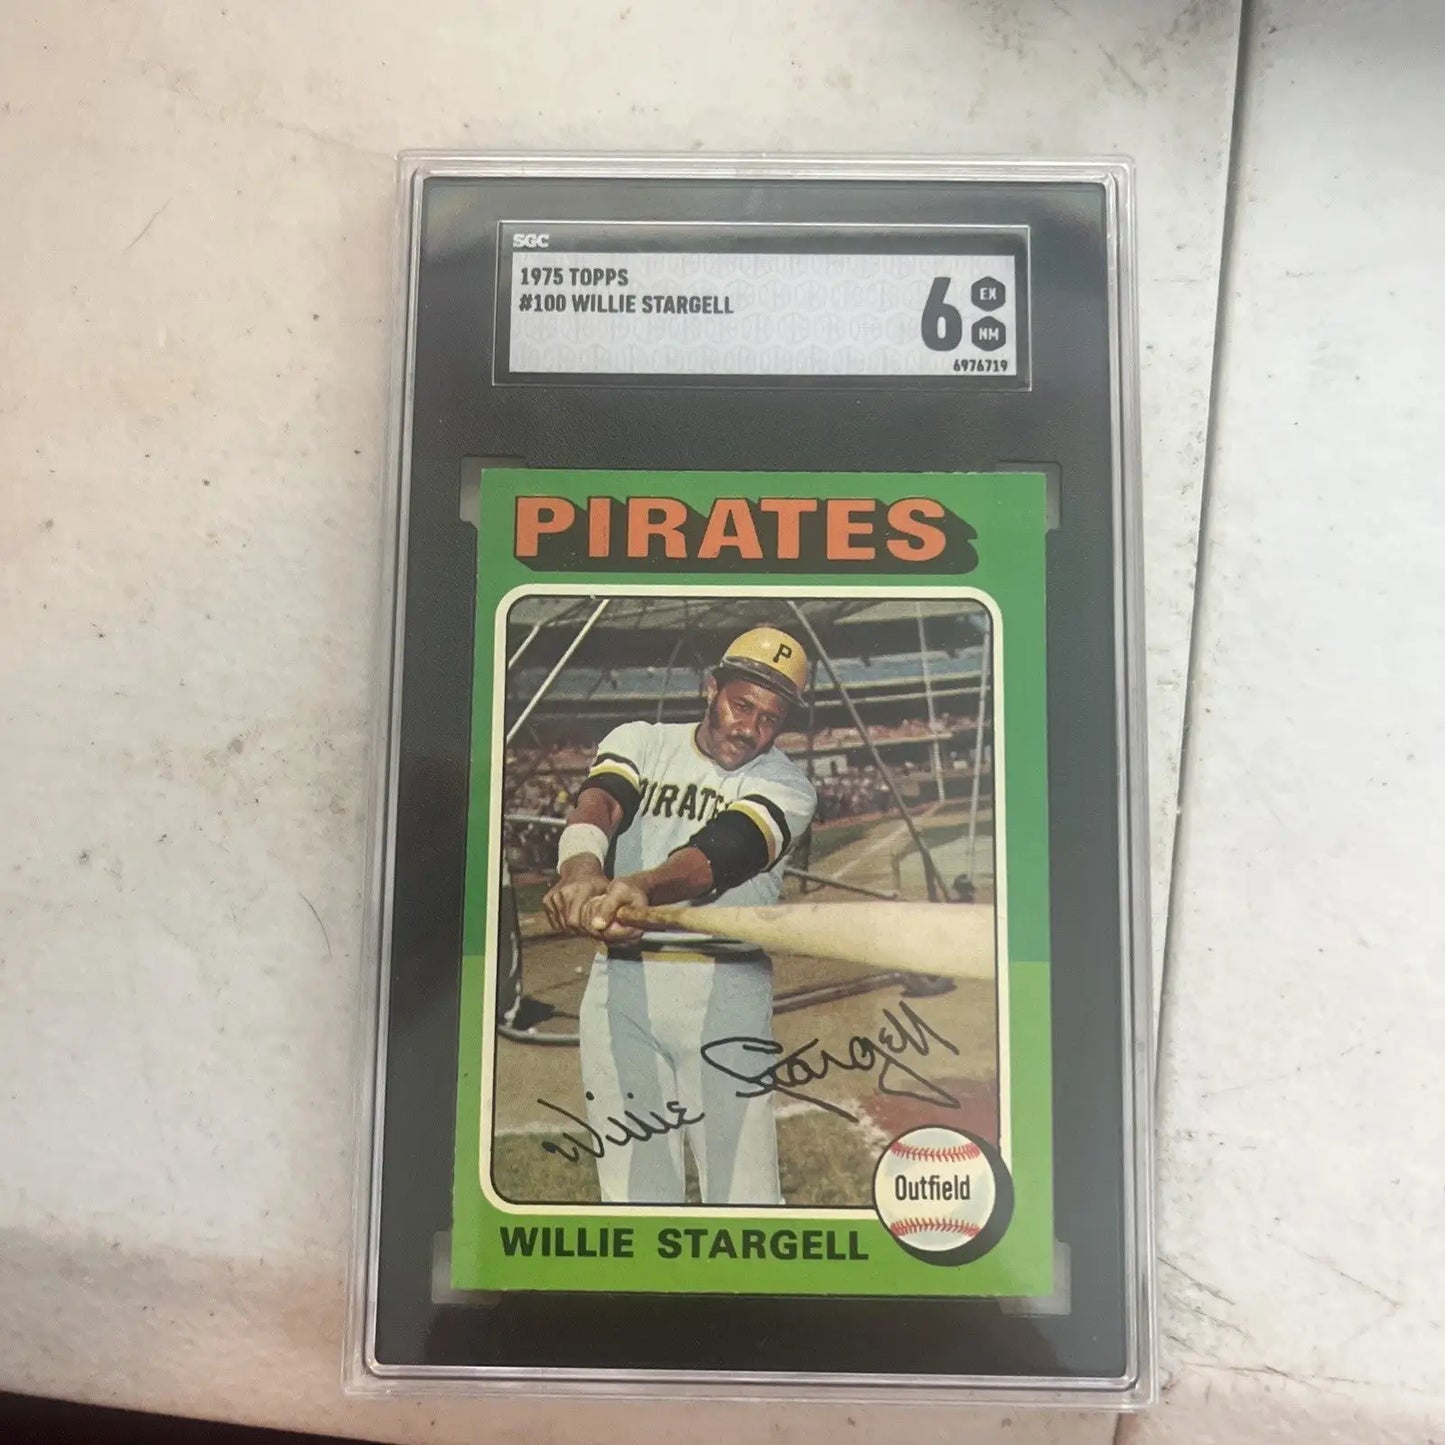 SGC
1975 TOPPS
#100 WILLIE STARGELL
6 EX
NM
6976719
PIRATES
P
PIRATES
Willie Stargell
Outfield
WILLIE STARGELL